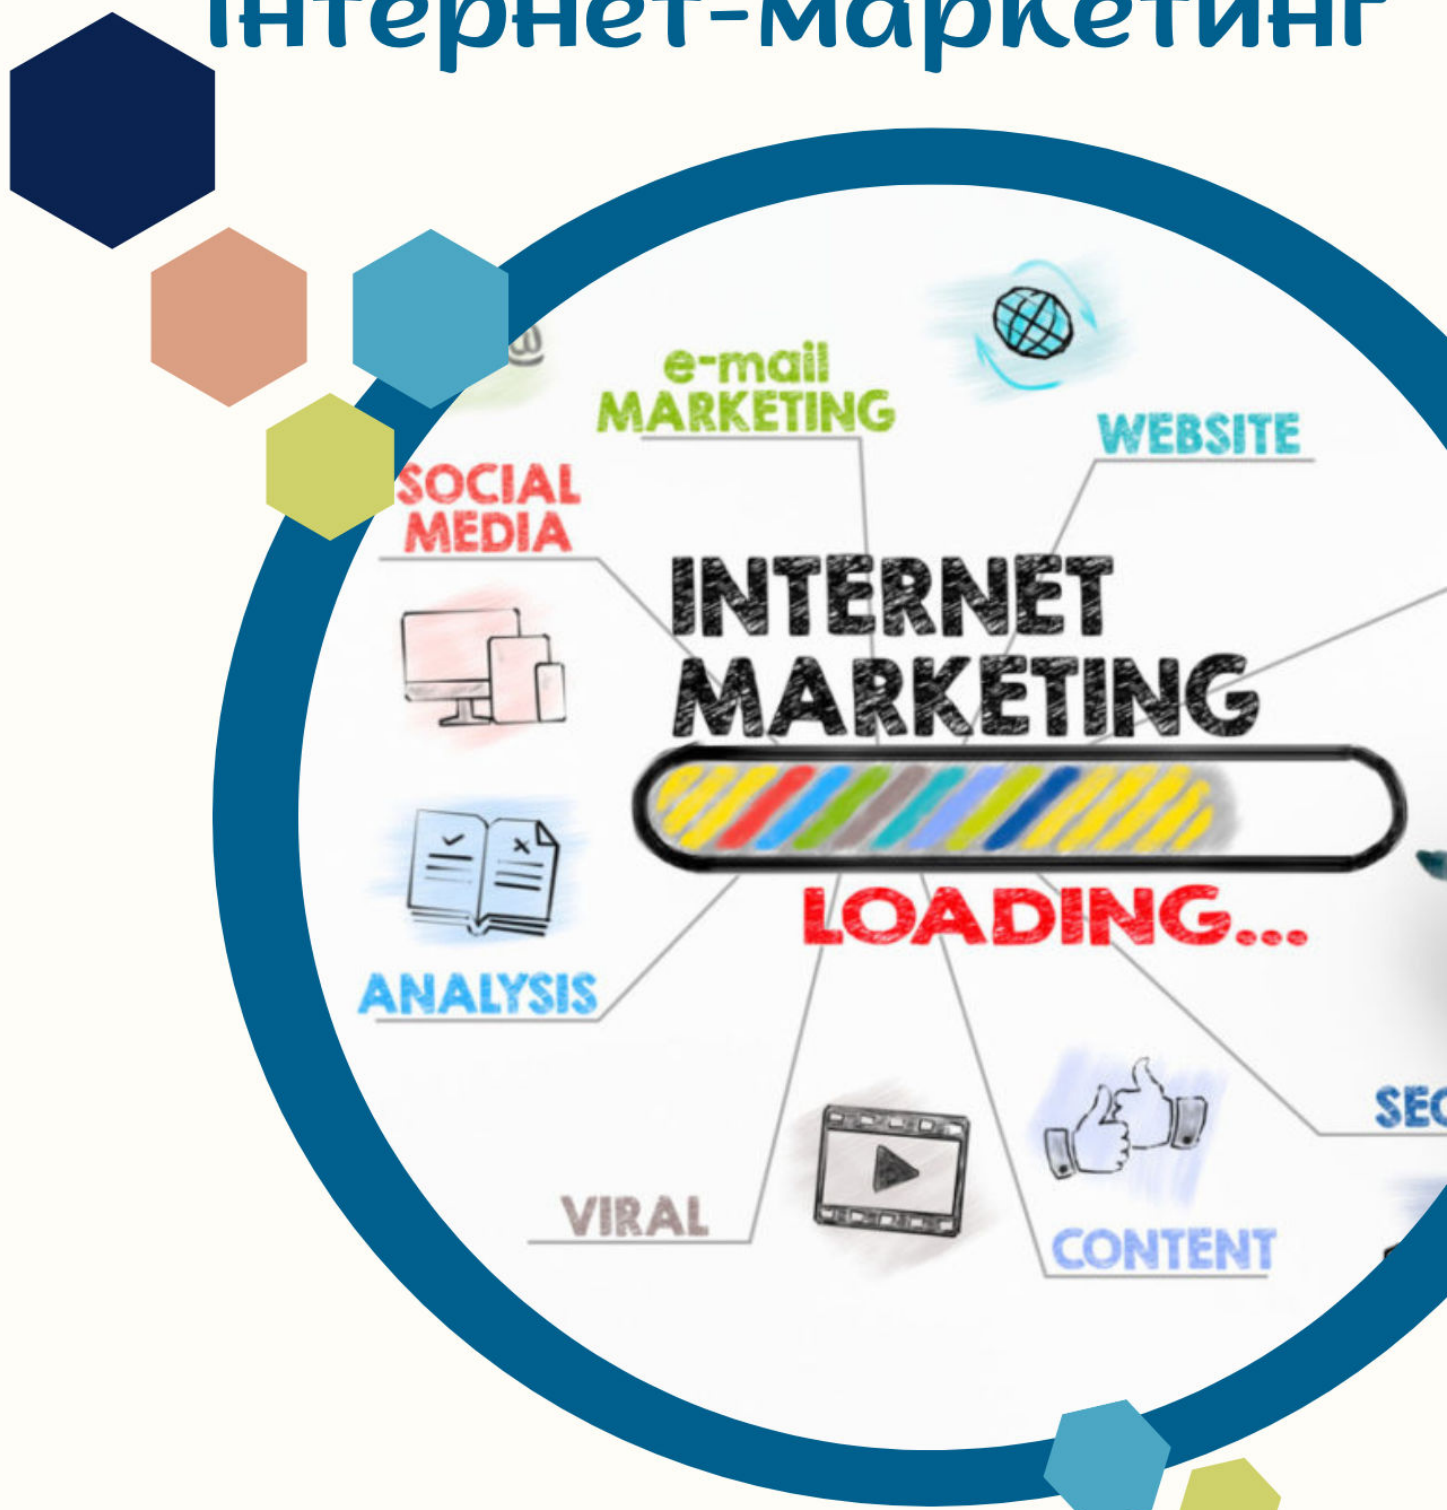 інтернет-маркетинг
@
e-mail
MARKETING
WEBSITE
SOCIAL
MEDIA
INTERNET
MARKETING
LOADING...
ANALYSIS
VIRAL
CONTENT